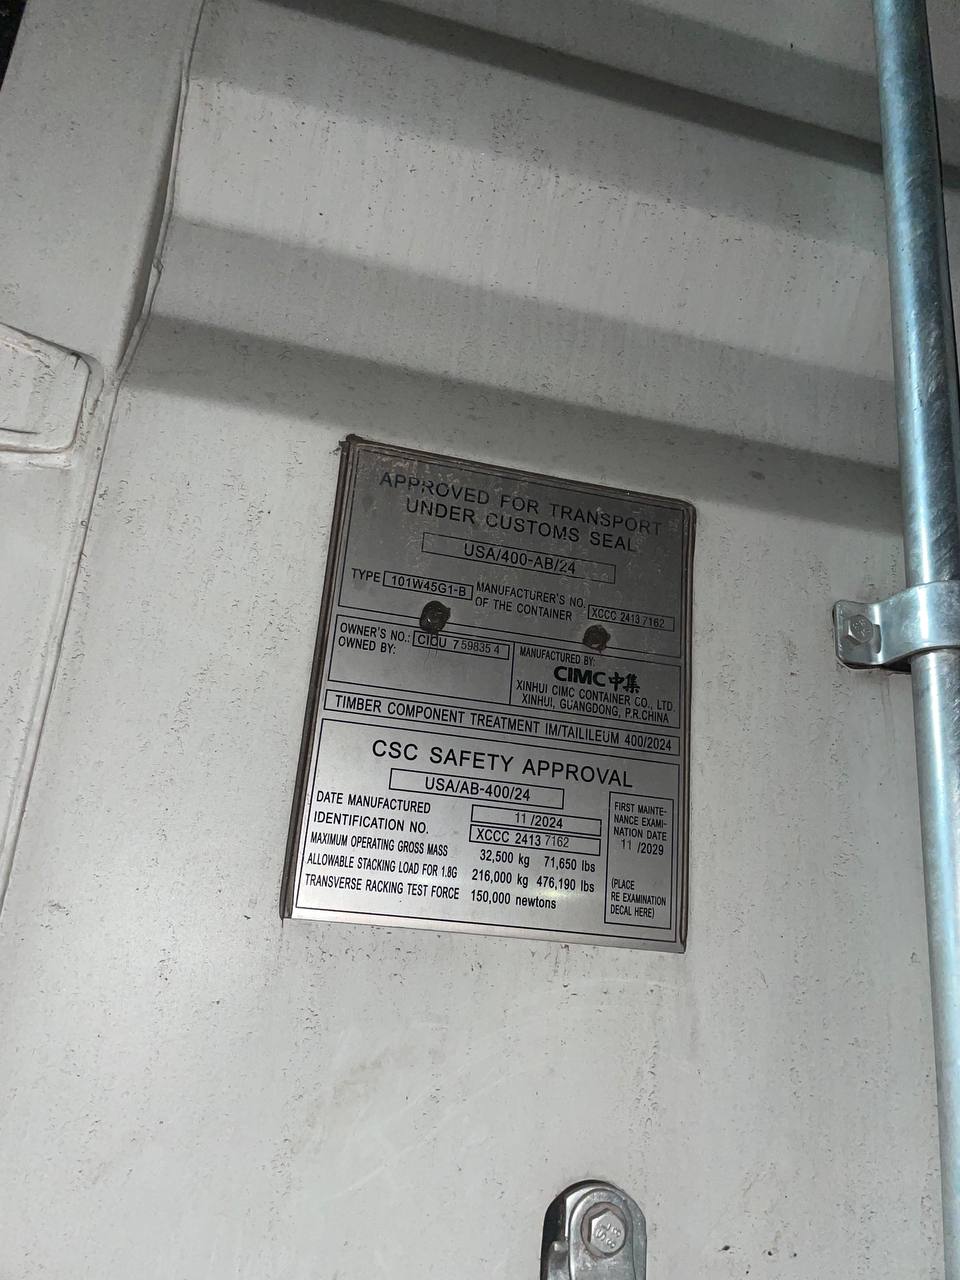 APPROVED FOR TRANSPORT
UNDER CUSTOMS SEAL
USA/400-AB/24
TYPE 101W45G1-B MANUFACTURER'S NO.
OF THE CONTAINER XCCC 2413 7162
OWNER'S NO.: CICU 759835 4
OWNED BY:
MANUFACTURED BY:
CIMC中集
XINHUI CIMC CONTAINER CO., LTD
XINHUI, GUANGDONG, P.R.CHINA
TIMBER COMPONENT TREATMENT IM/TAILILEUM 400/2024
CSC SAFETY APPROVAL
USA/AB-400/24
DATE MANUFACTURED 11 /2024
IDENTIFICATION NO. XCCC 2413 7162
MAXIMUM OPERATING GROSS MASS 32,500 kg 71,650 lbs
ALLOWABLE STACKING LOAD FOR 1.8G 216,000 kg 476,190 lbs
TRANSVERSE RACKING TEST FORCE 150,000 newtons
FIRST MAINTE-
NANCE EXAMI-
NATION DATE
11 /2029
(PLACE
RE EXAMINATION
DECAL HERE)